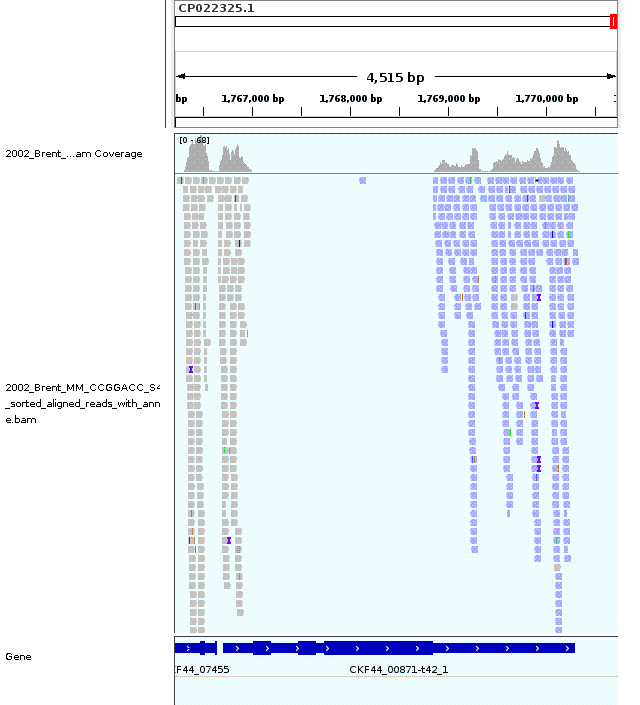 CP022325.1
4,515 bp
bp 1,767,000 bp 1,768,000 bp 1,769,000 bp 1,770,000 bp
[0 - 68]
2002_Brent_...am Coverage
2002_Brent_MM_CCGGACC_S4
_sorted_aligned_reads_with_ann
e.bam
Gene
F44_07455 CKF44_00871-t42_1